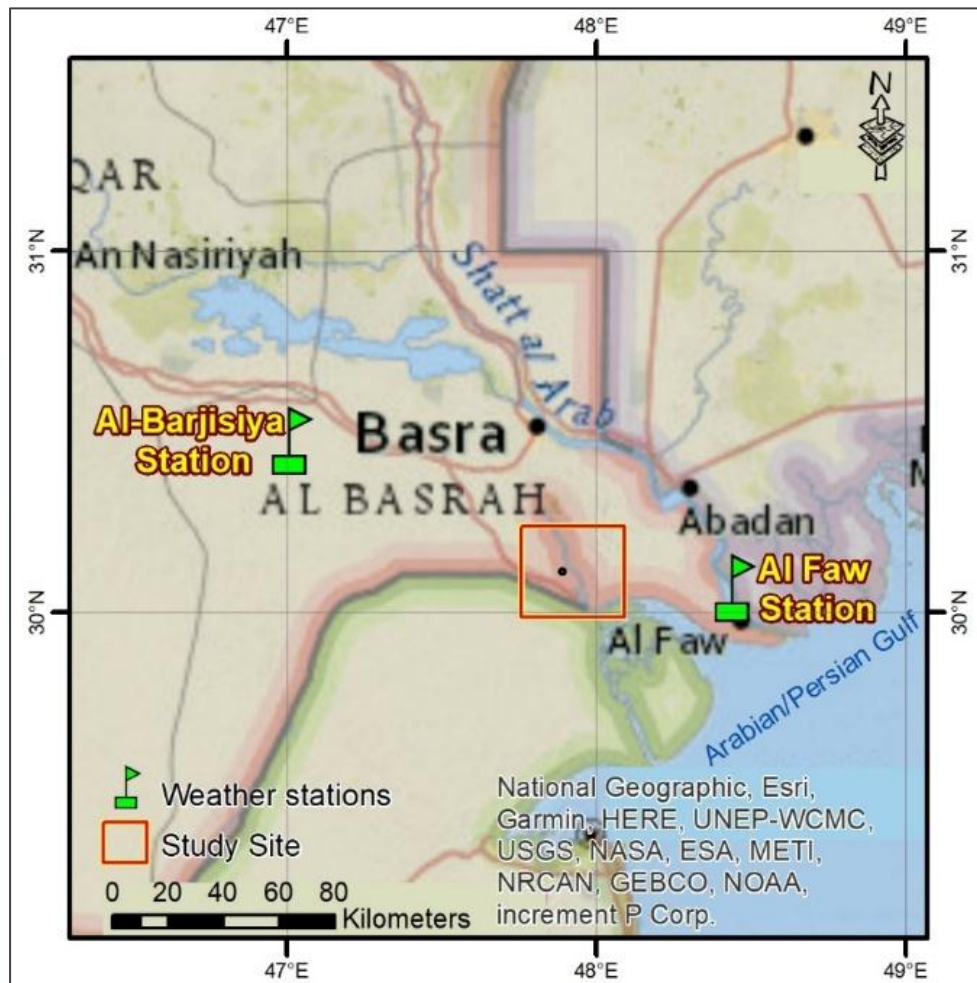 47°E 48°E 49°E
N
QAR
31°N
31°N
An Nasiriyah
Shatt al Arab
Al-Barjisiya
Station
Basra
AL BASRAH
Abadan
M
Al Faw
Station
30°N
30°N
Al Faw
Arabian/Persian Gulf
Weather stations
Study Site
0 20 40 60 80
Kilometers
National Geographic, Esri,
Garmin, HERE, UNEP-WCMC,
USGS, NASA, ESA, METI,
NRCAN, GEBCO, NOAA,
increment P Corp.
47°E 48°E 49°E